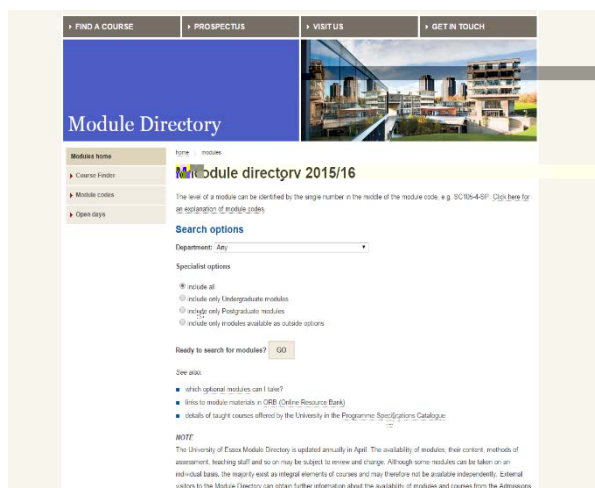 FIND A COURSE
PROSPECTUS
VISIT US
GET IN TOUCH
Module Directory
home : modules
Modules home
Course Finder
Module codes
Open days
Module directory 2015/16
The level of a module can be identified by the single number in the middle of the module code, e.g. SC105-4-SP. Click here for
an explanation of module codes.
Search options
Department: Any
Specialist options
include all
include only Undergraduate modules
include only Postgraduate modules
include only modules available as outside options
Ready to search for modules? GO
See also:
which optional modules can I take?
links to module materials in ORB (Online Resource Bank)
details of taught courses offered by the University in the Programme Specifications Catalogue
NOTE
The University of Essex Module Directory is updated annually in April. The availability of modules, their content, methods of
assessment, teaching staff and so on may be subject to review and change. Although some modules can be taken on an
individual basis, the majority exist as integral elements of courses and may therefore not be available independently. External
visitors to the Module Directory can obtain further information about the availability of modules and courses from the Admissions